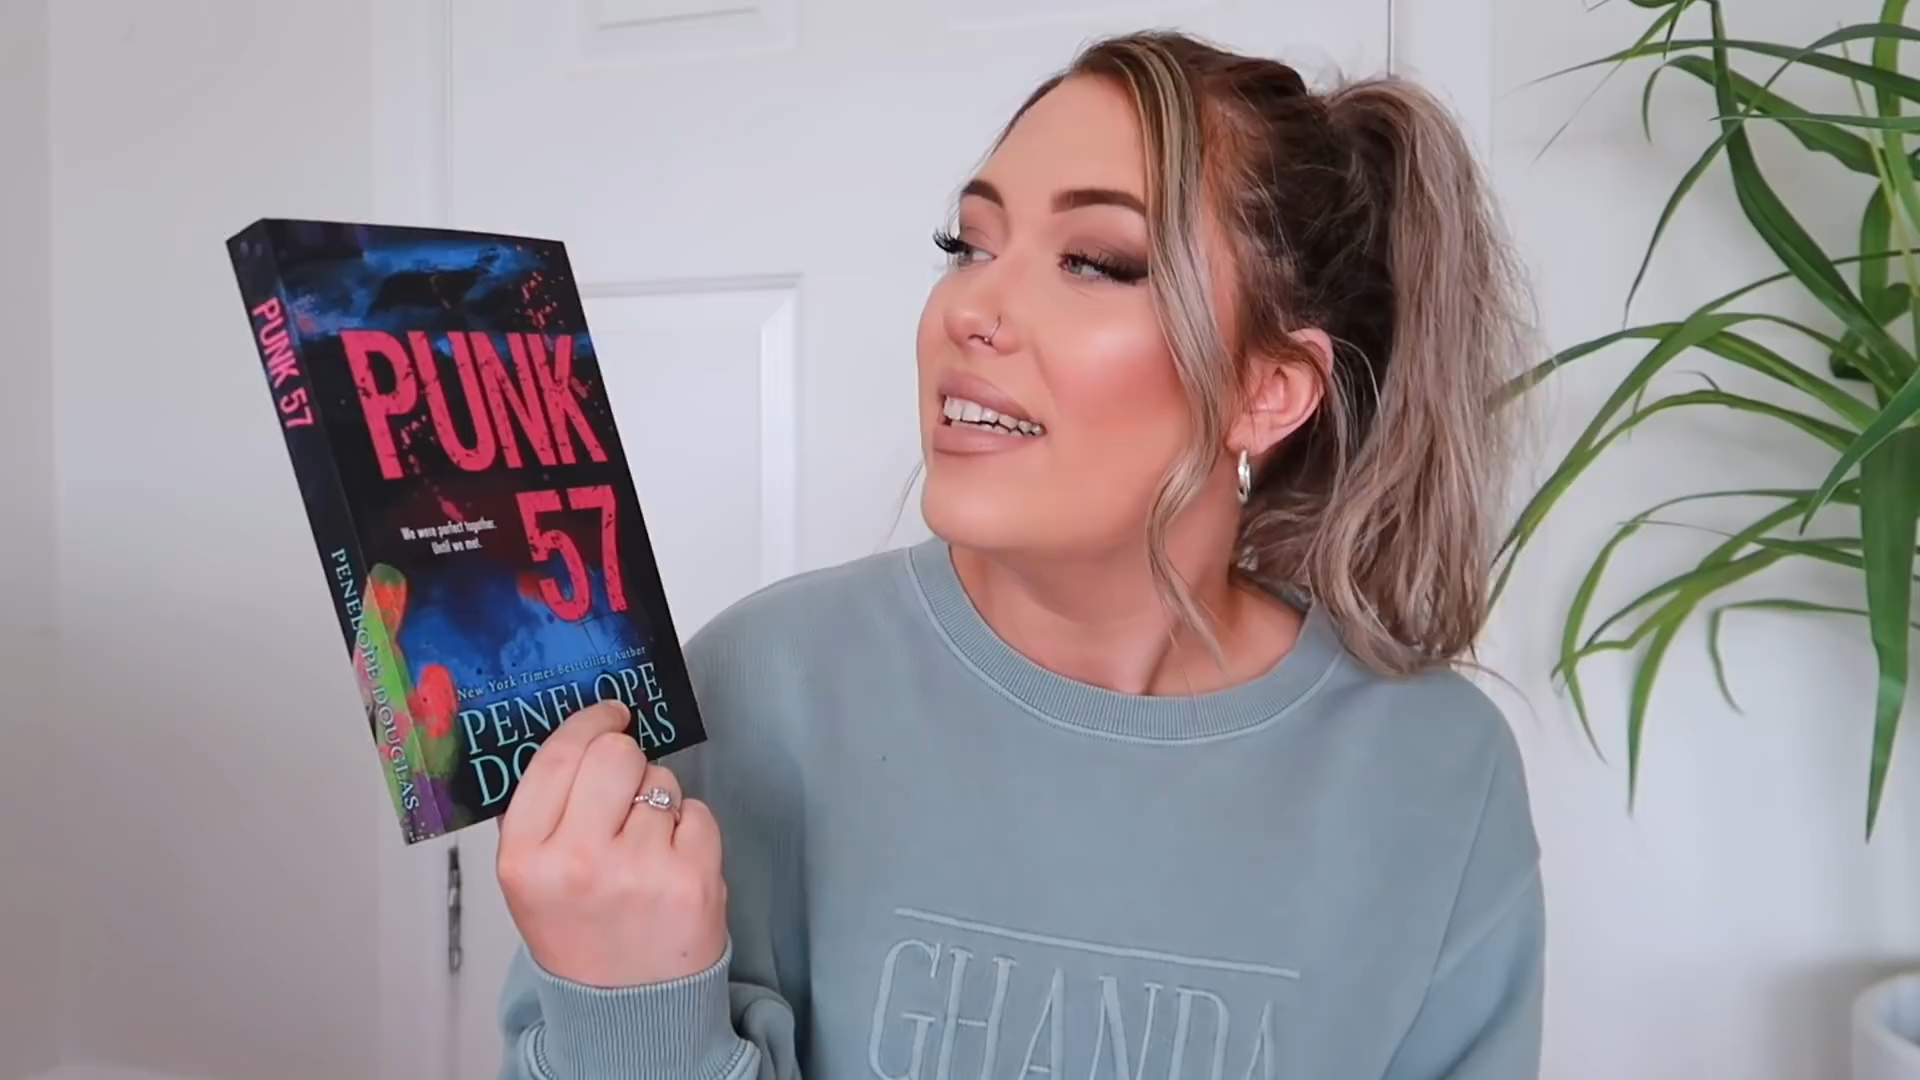 PUNK 57
PENELOPE DOUGLAS
PUNK
57
We were perfect together.
Until we met.
New York Times Bestselling Author
PENELOPE
GHANDA